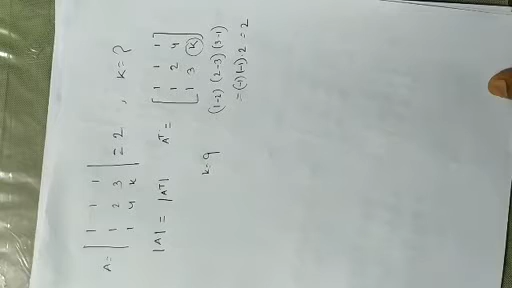 A = | 1 1 1 |
| 1 2 3 | = 2 , K = ?
| 1 4 K |
|A| = |Aᵀ| Aᵀ = [ 1 1 1 ]
[ 1 2 4 ]
[ 1 3 K ]
(1-2) (2-3) (3-1)
= (-1) (-1) · 2 = 2
K = 9